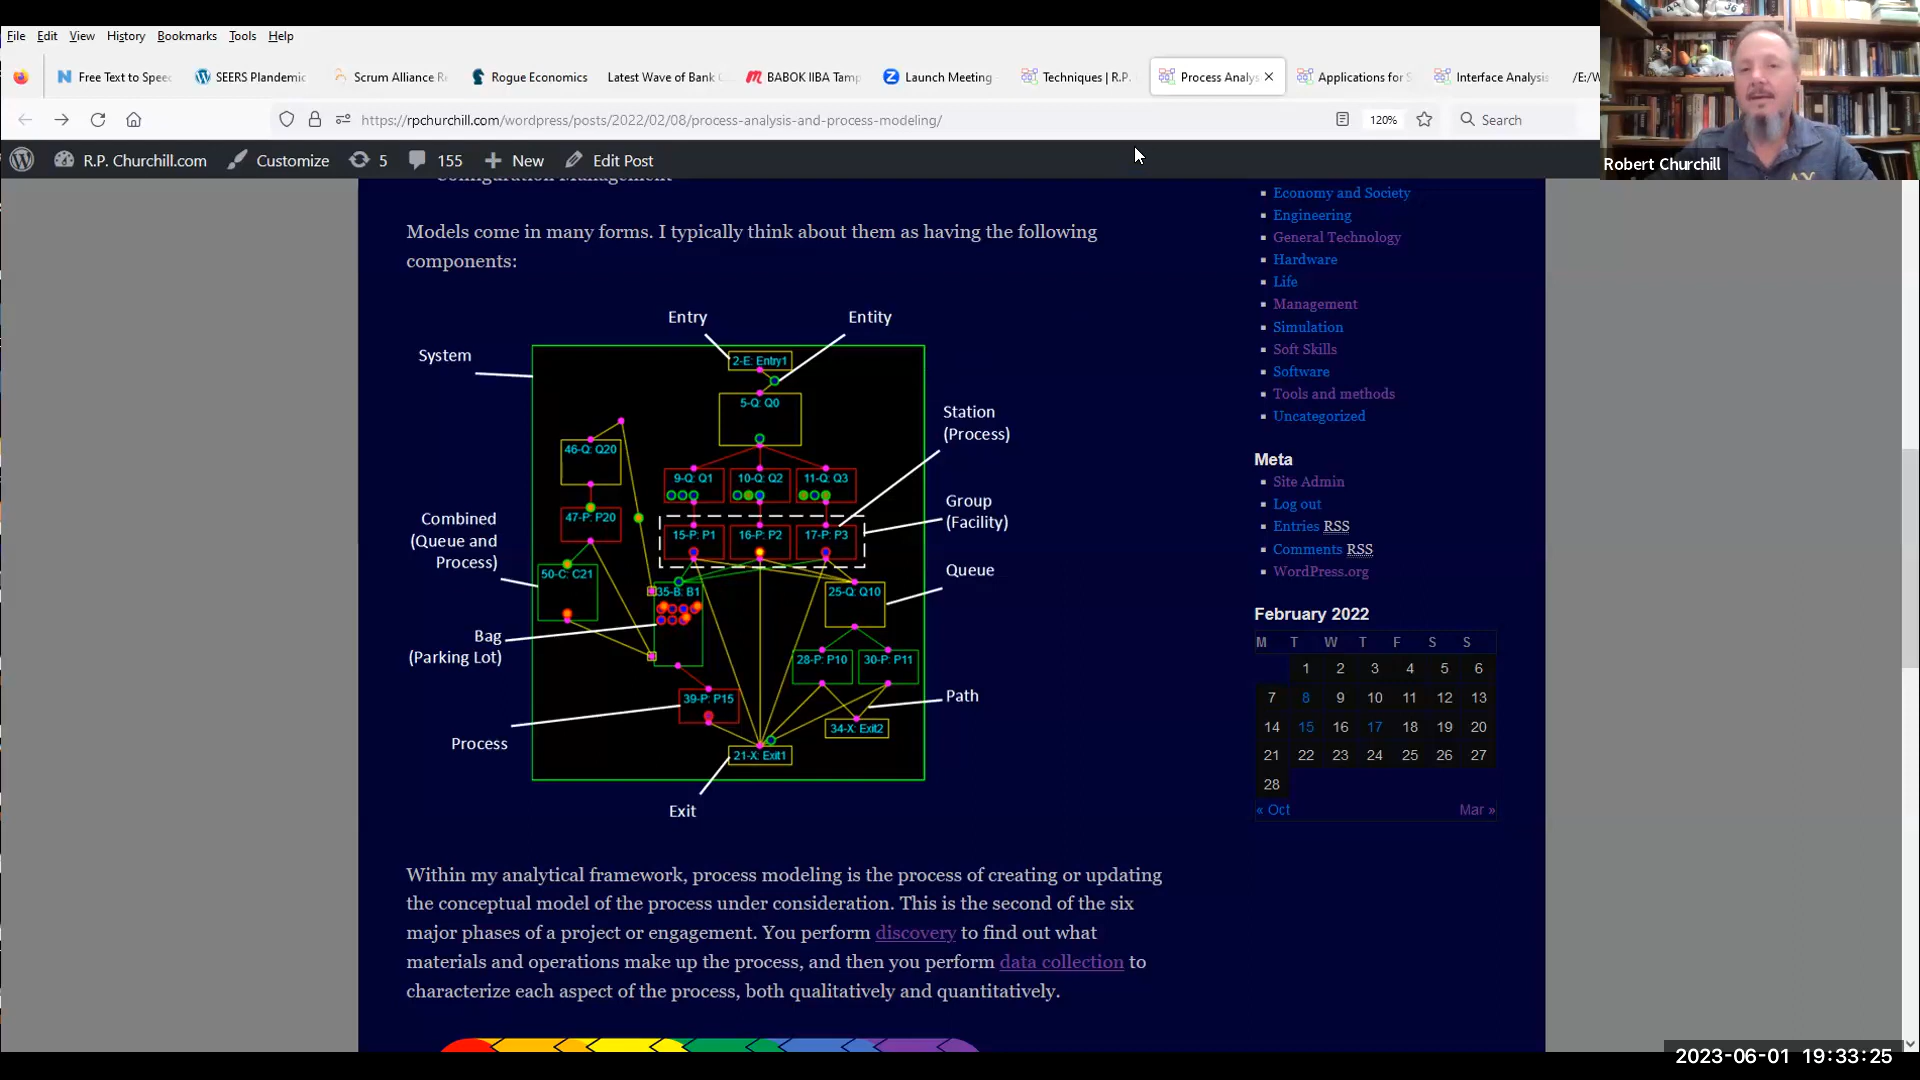 File Edit View History Bookmarks Tools Help
Free Text to Speec
SEERS Plandemic
Scrum Alliance R
Rogue Economics
Latest Wave of Bank
BABOK IIBA Tamp
Launch Meeting
Techniques | R.P.
Process Analys
Applications for S
Interface Analysis
/E:/W
https://rpchurchill.com/wordpress/posts/2022/02/08/process-analysis-and-process-modeling/
120%
Search
Robert Churchill
R.P. Churchill.com Customize 5 155 New Edit Post
Configuration Management
Models come in many forms. I typically think about them as having the following
components:
Entry
Entity
System
Station
(Process)
Group
(Facility)
Combined
(Queue and
Process)
Queue
Bag
(Parking Lot)
Path
Process
Exit
2-E: Entry1
5-Q: Q0
46-Q: Q20
9-Q: Q1
10-Q: Q2
11-Q: Q3
47-P: P20
15-P: P1
16-P: P2
17-P: P3
50-C: C21
35-B: B1
25-Q: Q10
28-P: P10
30-P: P11
39-P: P15
34-X: Exit2
21-X: Exit1
Within my analytical framework, process modeling is the process of creating or updating
the conceptual model of the process under consideration. This is the second of the six
major phases of a project or engagement. You perform discovery to find out what
materials and operations make up the process, and then you perform data collection to
characterize each aspect of the process, both qualitatively and quantitatively.
Economy and Society
Engineering
General Technology
Hardware
Life
Management
Simulation
Soft Skills
Software
Tools and methods
Uncategorized
Meta
Site Admin
Log out
Entries RSS
Comments RSS
WordPress.org
February 2022
M T W T F S S
1 2 3 4 5 6
7 8 9 10 11 12 13
14 15 16 17 18 19 20
21 22 23 24 25 26 27
28
« Oct Mar »
2023-06-01 19:33:25